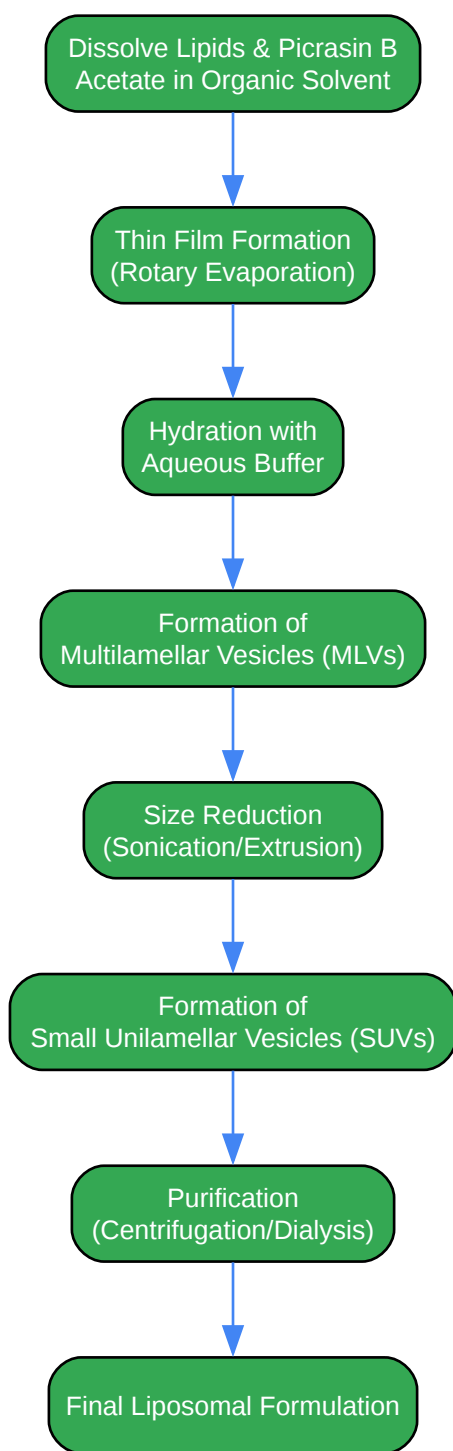 Dissolve Lipids & Picrasin B
Acetate in Organic Solvent
Thin Film Formation
(Rotary Evaporation)
Hydration with
Aqueous Buffer
Formation of
Multilamellar Vesicles (MLVs)
Size Reduction
(Sonication/Extrusion)
Formation of
Small Unilamellar Vesicles (SUVs)
Purification
(Centrifugation/Dialysis)
Final Liposomal Formulation